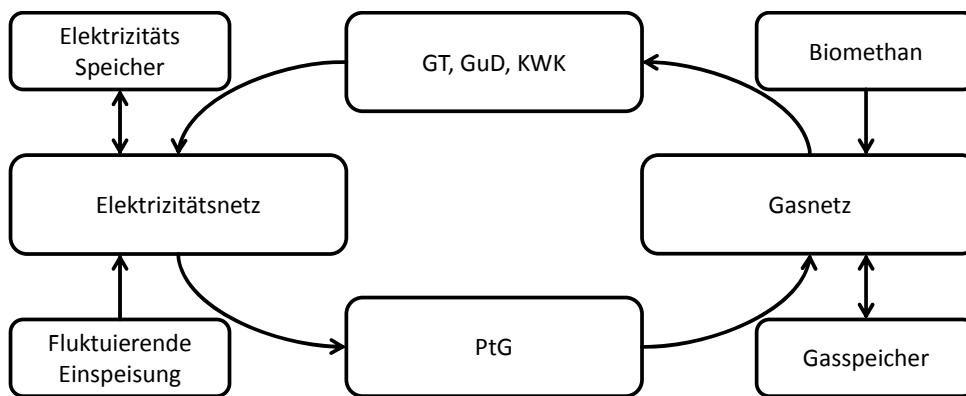 Elektrizitäts
Speicher
GT, GuD, KWK
Biomethan
Elektrizitätsnetz
Gasnetz
Fluktuierende
Einspeisung
PtG
Gasspeicher